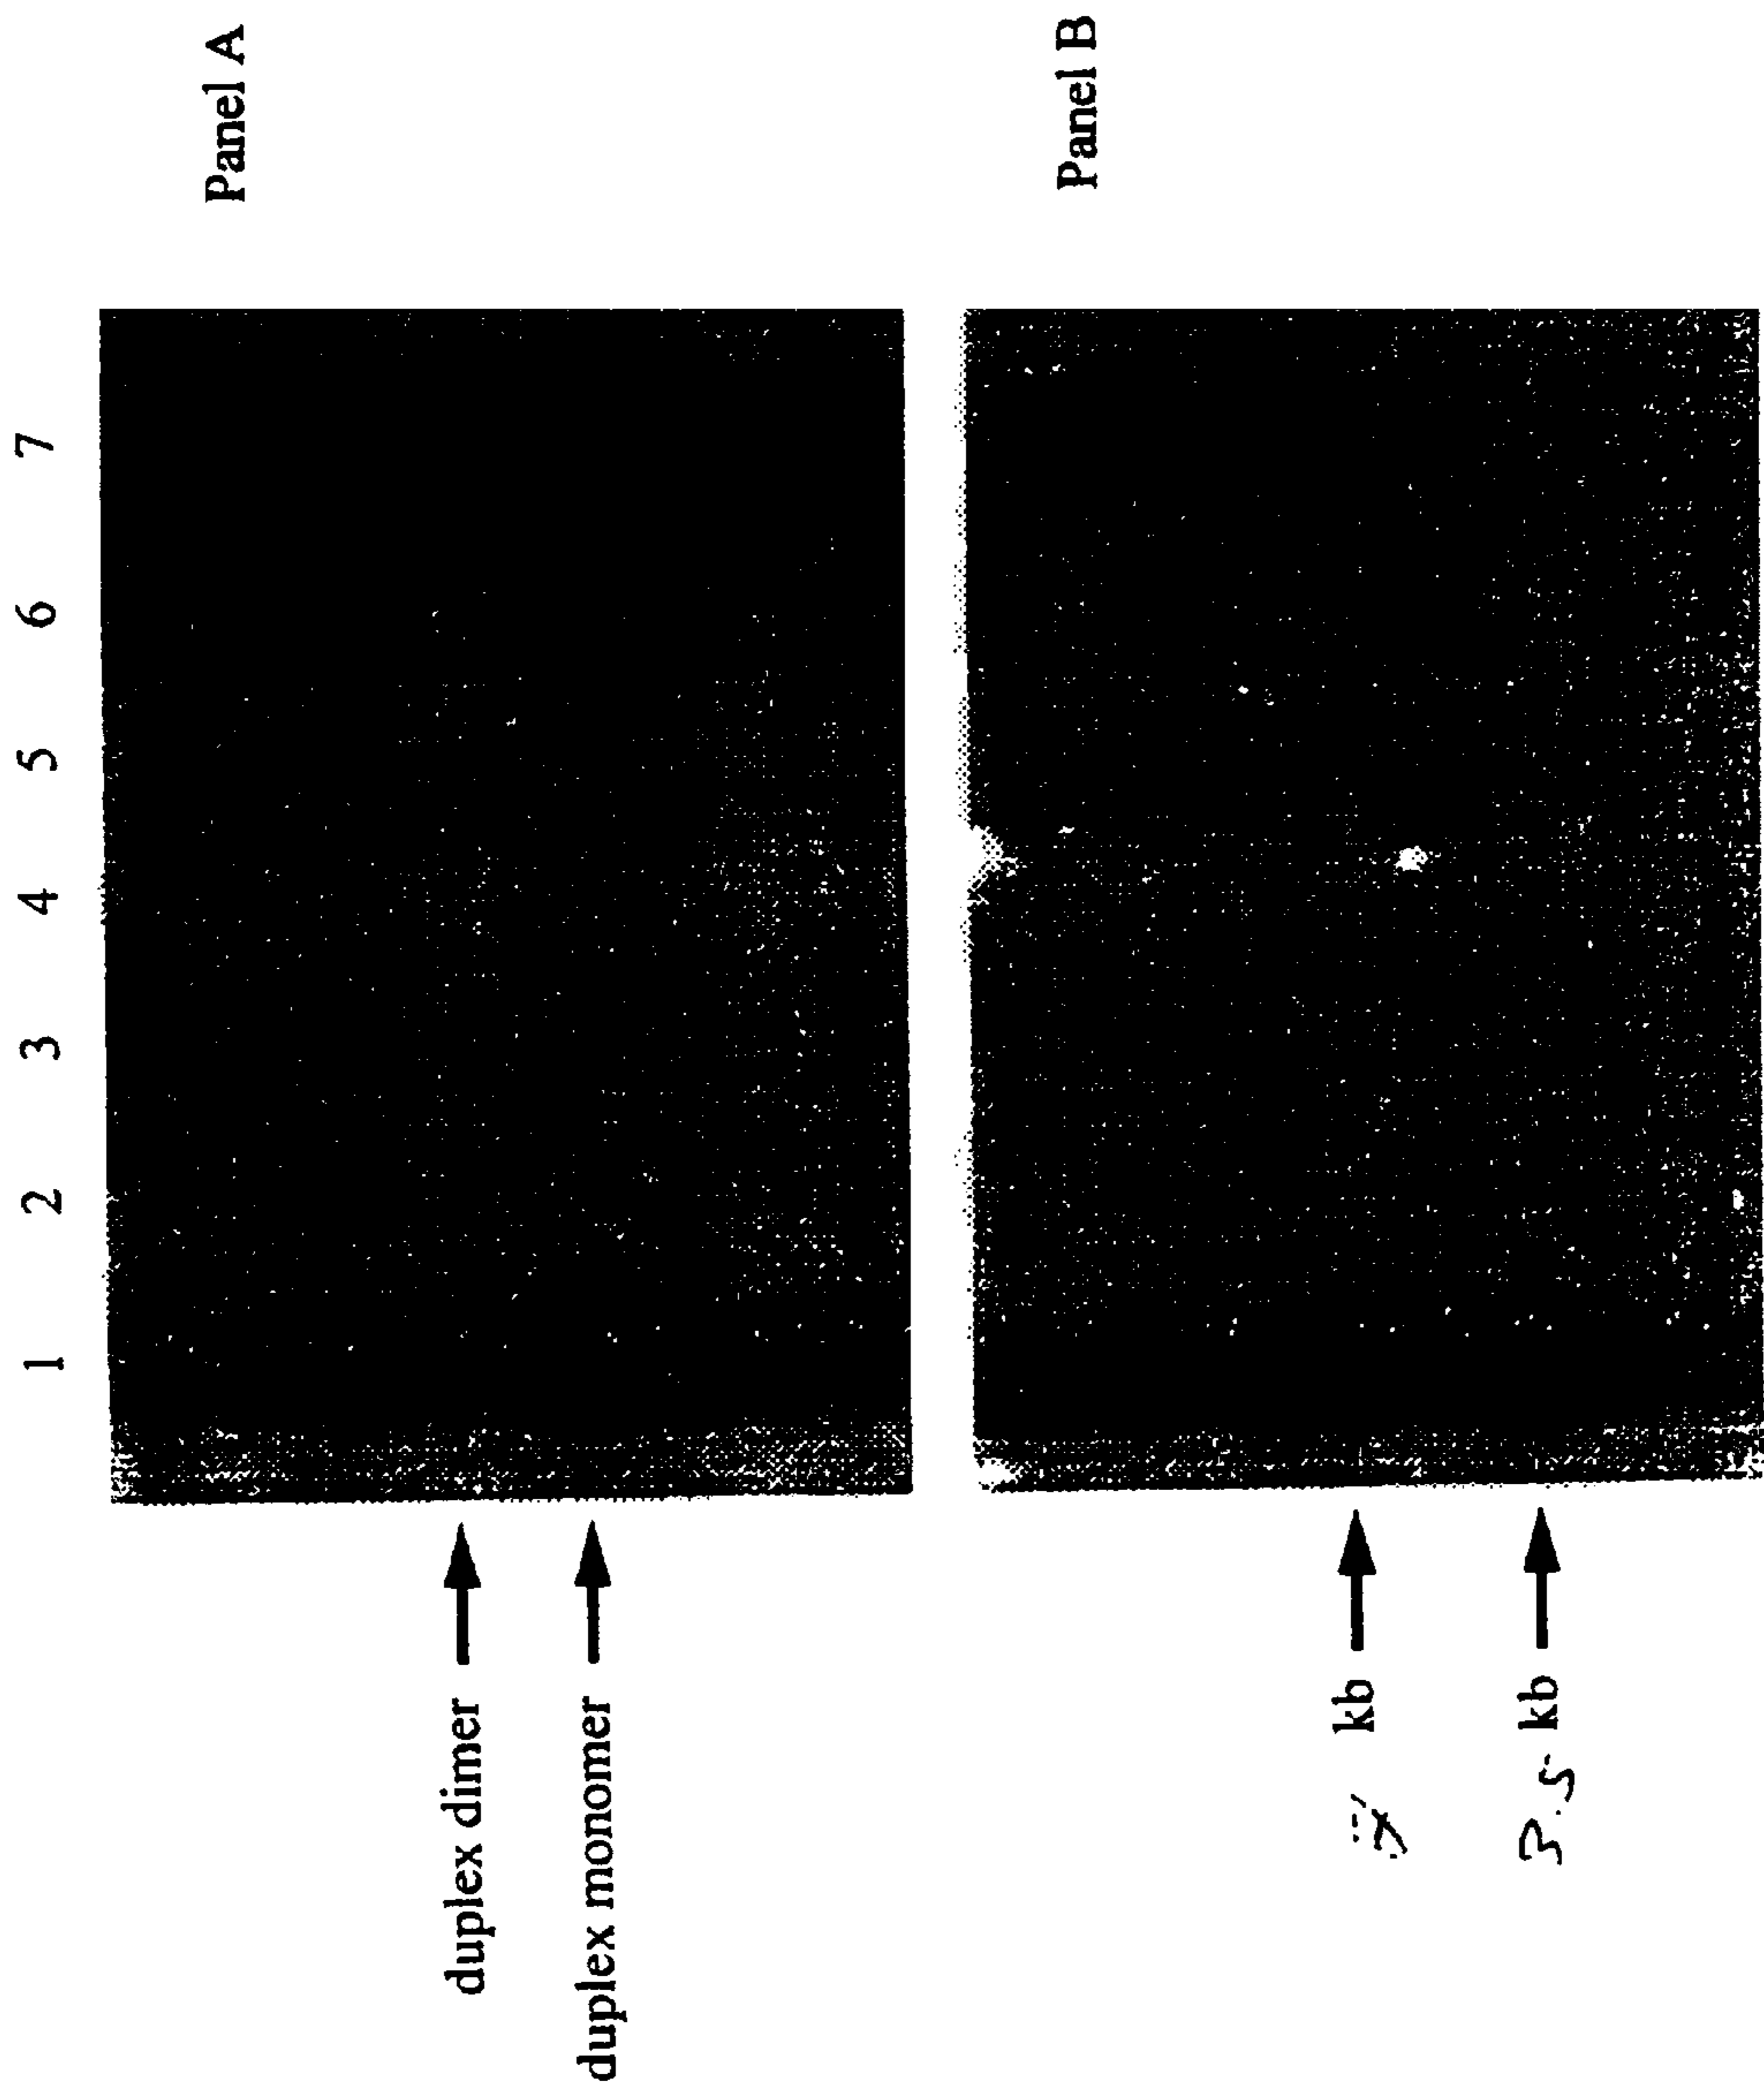 1 2 3 4 5 6 7
Panel A
duplex dimer
duplex monomer
Panel B
kb
3.5 kb